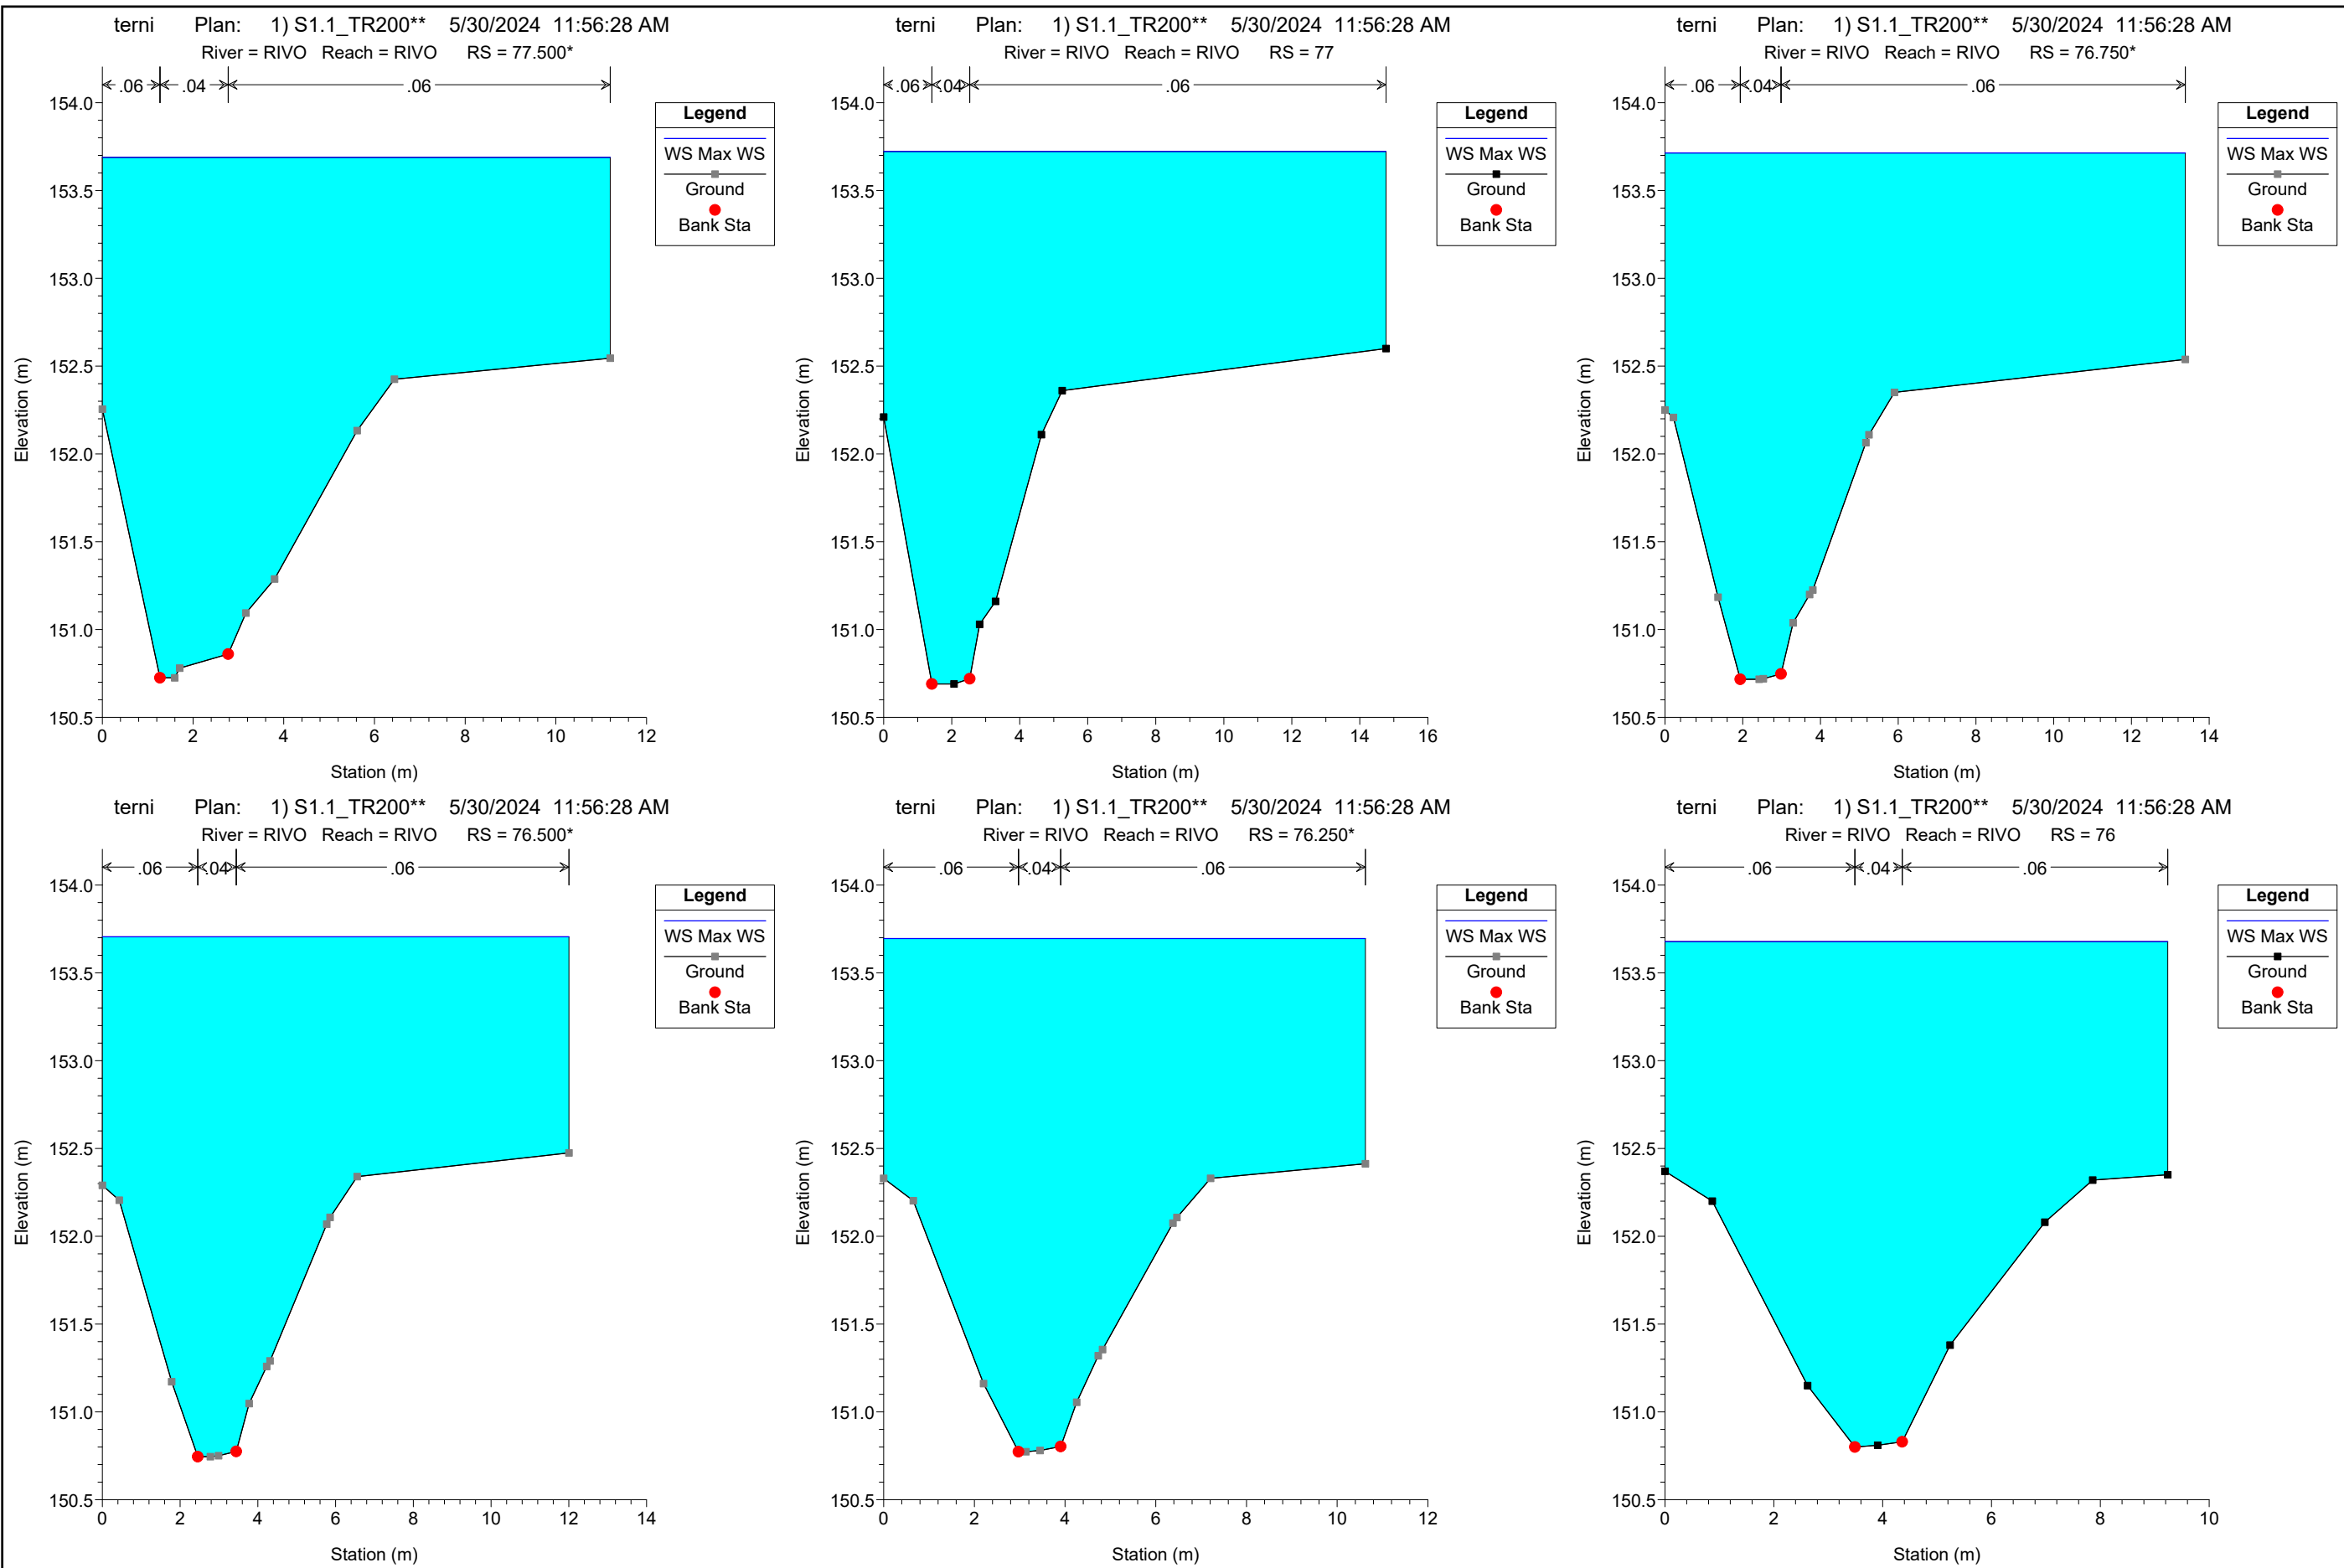 terni Plan: 1) S1.1_TR200** 5/30/2024 11:56:28 AM
River = RIVO Reach = RIVO RS = 77.500*
.06 .04 .06
154.0
153.5
153.0
152.5
152.0
151.5
151.0
150.5
Elevation (m)
0 2 4 6 8 10 12
Station (m)
Legend
WS Max WS
Ground
Bank Sta
terni Plan: 1) S1.1_TR200** 5/30/2024 11:56:28 AM
River = RIVO Reach = RIVO RS = 77
.06 .04 .06
154.0
153.5
153.0
152.5
152.0
151.5
151.0
150.5
Elevation (m)
0 2 4 6 8 10 12 14 16
Station (m)
Legend
WS Max WS
Ground
Bank Sta
terni Plan: 1) S1.1_TR200** 5/30/2024 11:56:28 AM
River = RIVO Reach = RIVO RS = 76.750*
.06 .04 .06
154.0
153.5
153.0
152.5
152.0
151.5
151.0
150.5
Elevation (m)
0 2 4 6 8 10 12 14
Station (m)
Legend
WS Max WS
Ground
Bank Sta
terni Plan: 1) S1.1_TR200** 5/30/2024 11:56:28 AM
River = RIVO Reach = RIVO RS = 76.500*
.06 .04 .06
154.0
153.5
153.0
152.5
152.0
151.5
151.0
150.5
Elevation (m)
0 2 4 6 8 10 12 14
Station (m)
Legend
WS Max WS
Ground
Bank Sta
terni Plan: 1) S1.1_TR200** 5/30/2024 11:56:28 AM
River = RIVO Reach = RIVO RS = 76.250*
.06 .04 .06
154.0
153.5
153.0
152.5
152.0
151.5
151.0
150.5
Elevation (m)
0 2 4 6 8 10 12
Station (m)
Legend
WS Max WS
Ground
Bank Sta
terni Plan: 1) S1.1_TR200** 5/30/2024 11:56:28 AM
River = RIVO Reach = RIVO RS = 76
.06 .04 .06
154.0
153.5
153.0
152.5
152.0
151.5
151.0
150.5
Elevation (m)
0 2 4 6 8 10
Station (m)
Legend
WS Max WS
Ground
Bank Sta